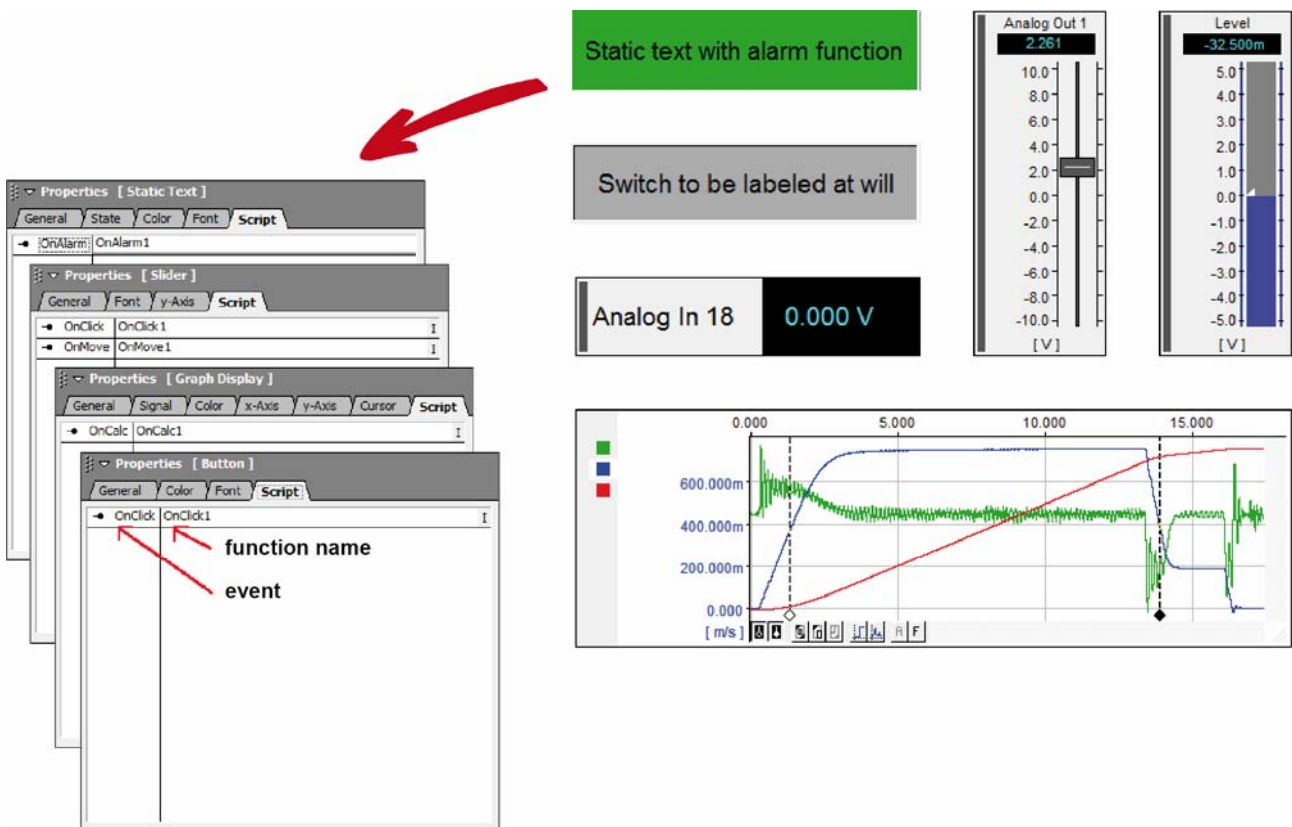 Static text with alarm function
Switch to be labeled at will
Analog In 18 0.000 V
Analog Out 1
2.261
10.0
8.0
6.0
4.0
2.0
0.0
-2.0
-4.0
-6.0
-8.0
-10.0
[ V ]
Level
-32.500m
5.0
4.0
3.0
2.0
1.0
0.0
-1.0
-2.0
-3.0
-4.0
-5.0
[ V ]
Properties [ Static Text ]
General State Color Font Script
OnAlarm OnAlarm1
Properties [ Slider ]
General Font y-Axis Script
OnClick OnClick1 I
OnMove OnMove1 I
Properties [ Graph Display ]
General Signal Color x-Axis y-Axis Cursor Script
OnCalc OnCalc1 I
Properties [ Button ]
General Color Font Script
OnClick OnClick1 I
function name
event
0.000 5.000 10.000 15.000
600.000m
400.000m
200.000m
0.000
[ m/s ] A F